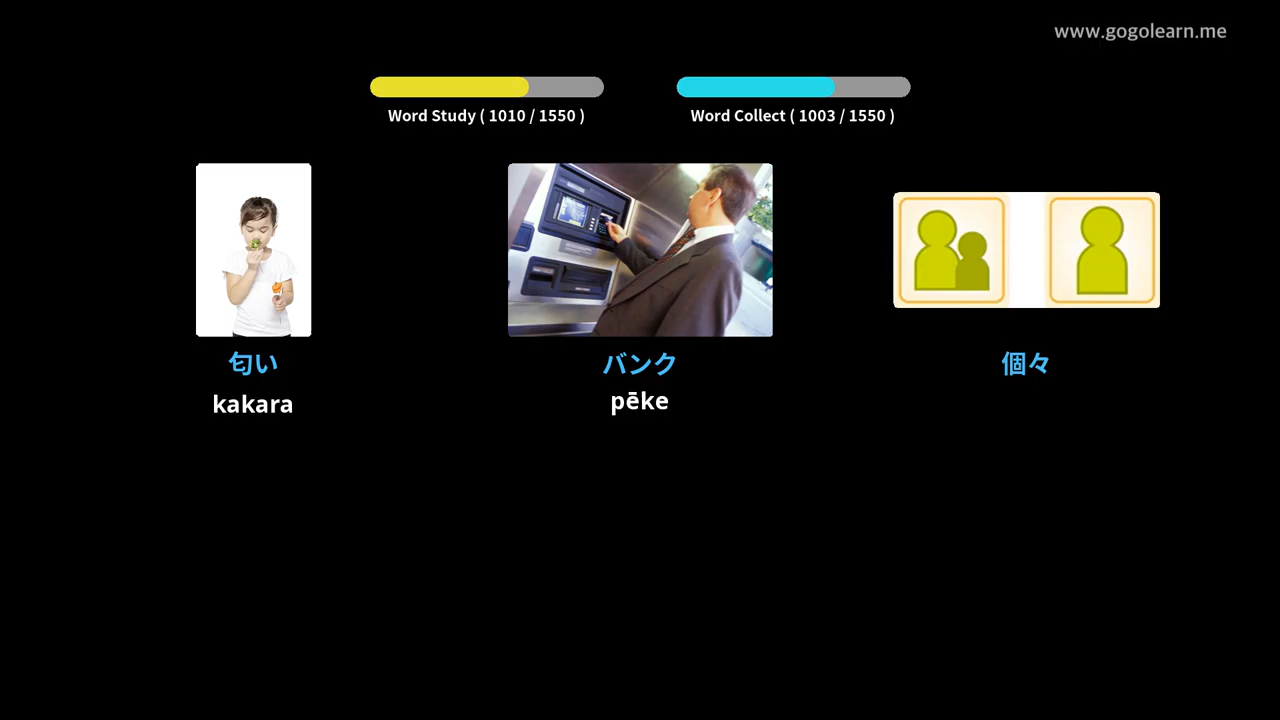 www.gogolearn.me
Word Study ( 1010 / 1550 )
Word Collect ( 1003 / 1550 )
匂い
バンク
個々
kakara
pēke